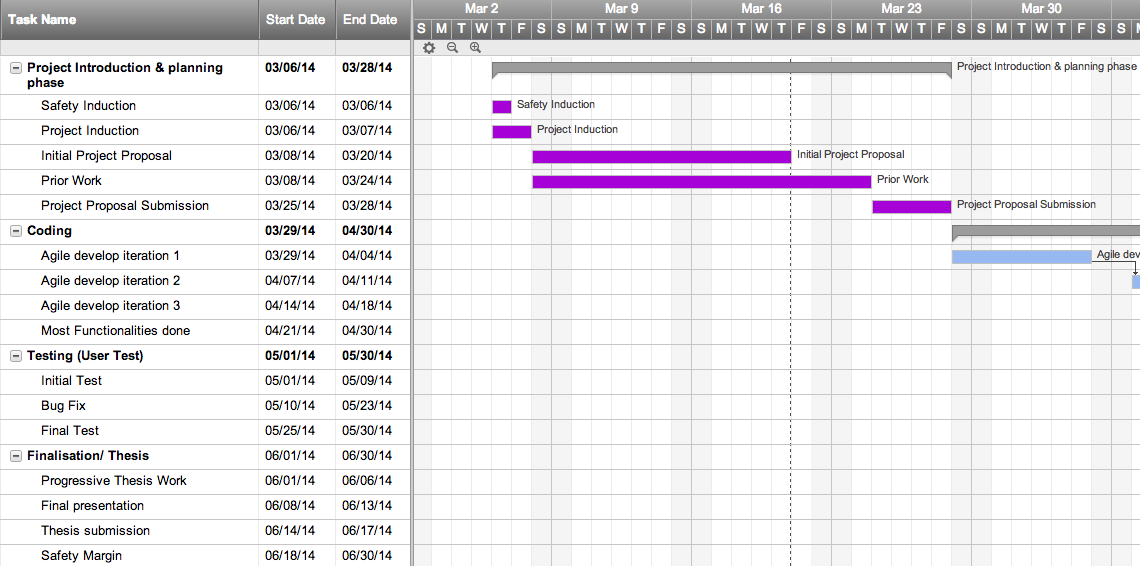 Task Name Start Date End Date Mar 2 Mar 9 Mar 16 Mar 23 Mar 30
S M T W T F S S M T W T F S S M T W T F S S M T W T F S S M T W T F S S
Project Introduction & planning 03/06/14 03/28/14 Project Introduction & planning phase
phase
Safety Induction 03/06/14 03/06/14 Safety Induction
Project Induction 03/06/14 03/07/14 Project Induction
Initial Project Proposal 03/08/14 03/20/14 Initial Project Proposal
Prior Work 03/08/14 03/24/14 Prior Work
Project Proposal Submission 03/25/14 03/28/14 Project Proposal Submission
Coding 03/29/14 04/30/14
Agile develop iteration 1 03/29/14 04/04/14 Agile dev
Agile develop iteration 2 04/07/14 04/11/14
Agile develop iteration 3 04/14/14 04/18/14
Most Functionalities done 04/21/14 04/30/14
Testing (User Test) 05/01/14 05/30/14
Initial Test 05/01/14 05/09/14
Bug Fix 05/10/14 05/23/14
Final Test 05/25/14 05/30/14
Finalisation/ Thesis 06/01/14 06/30/14
Progressive Thesis Work 06/01/14 06/06/14
Final presentation 06/08/14 06/13/14
Thesis submission 06/14/14 06/17/14
Safety Margin 06/18/14 06/30/14